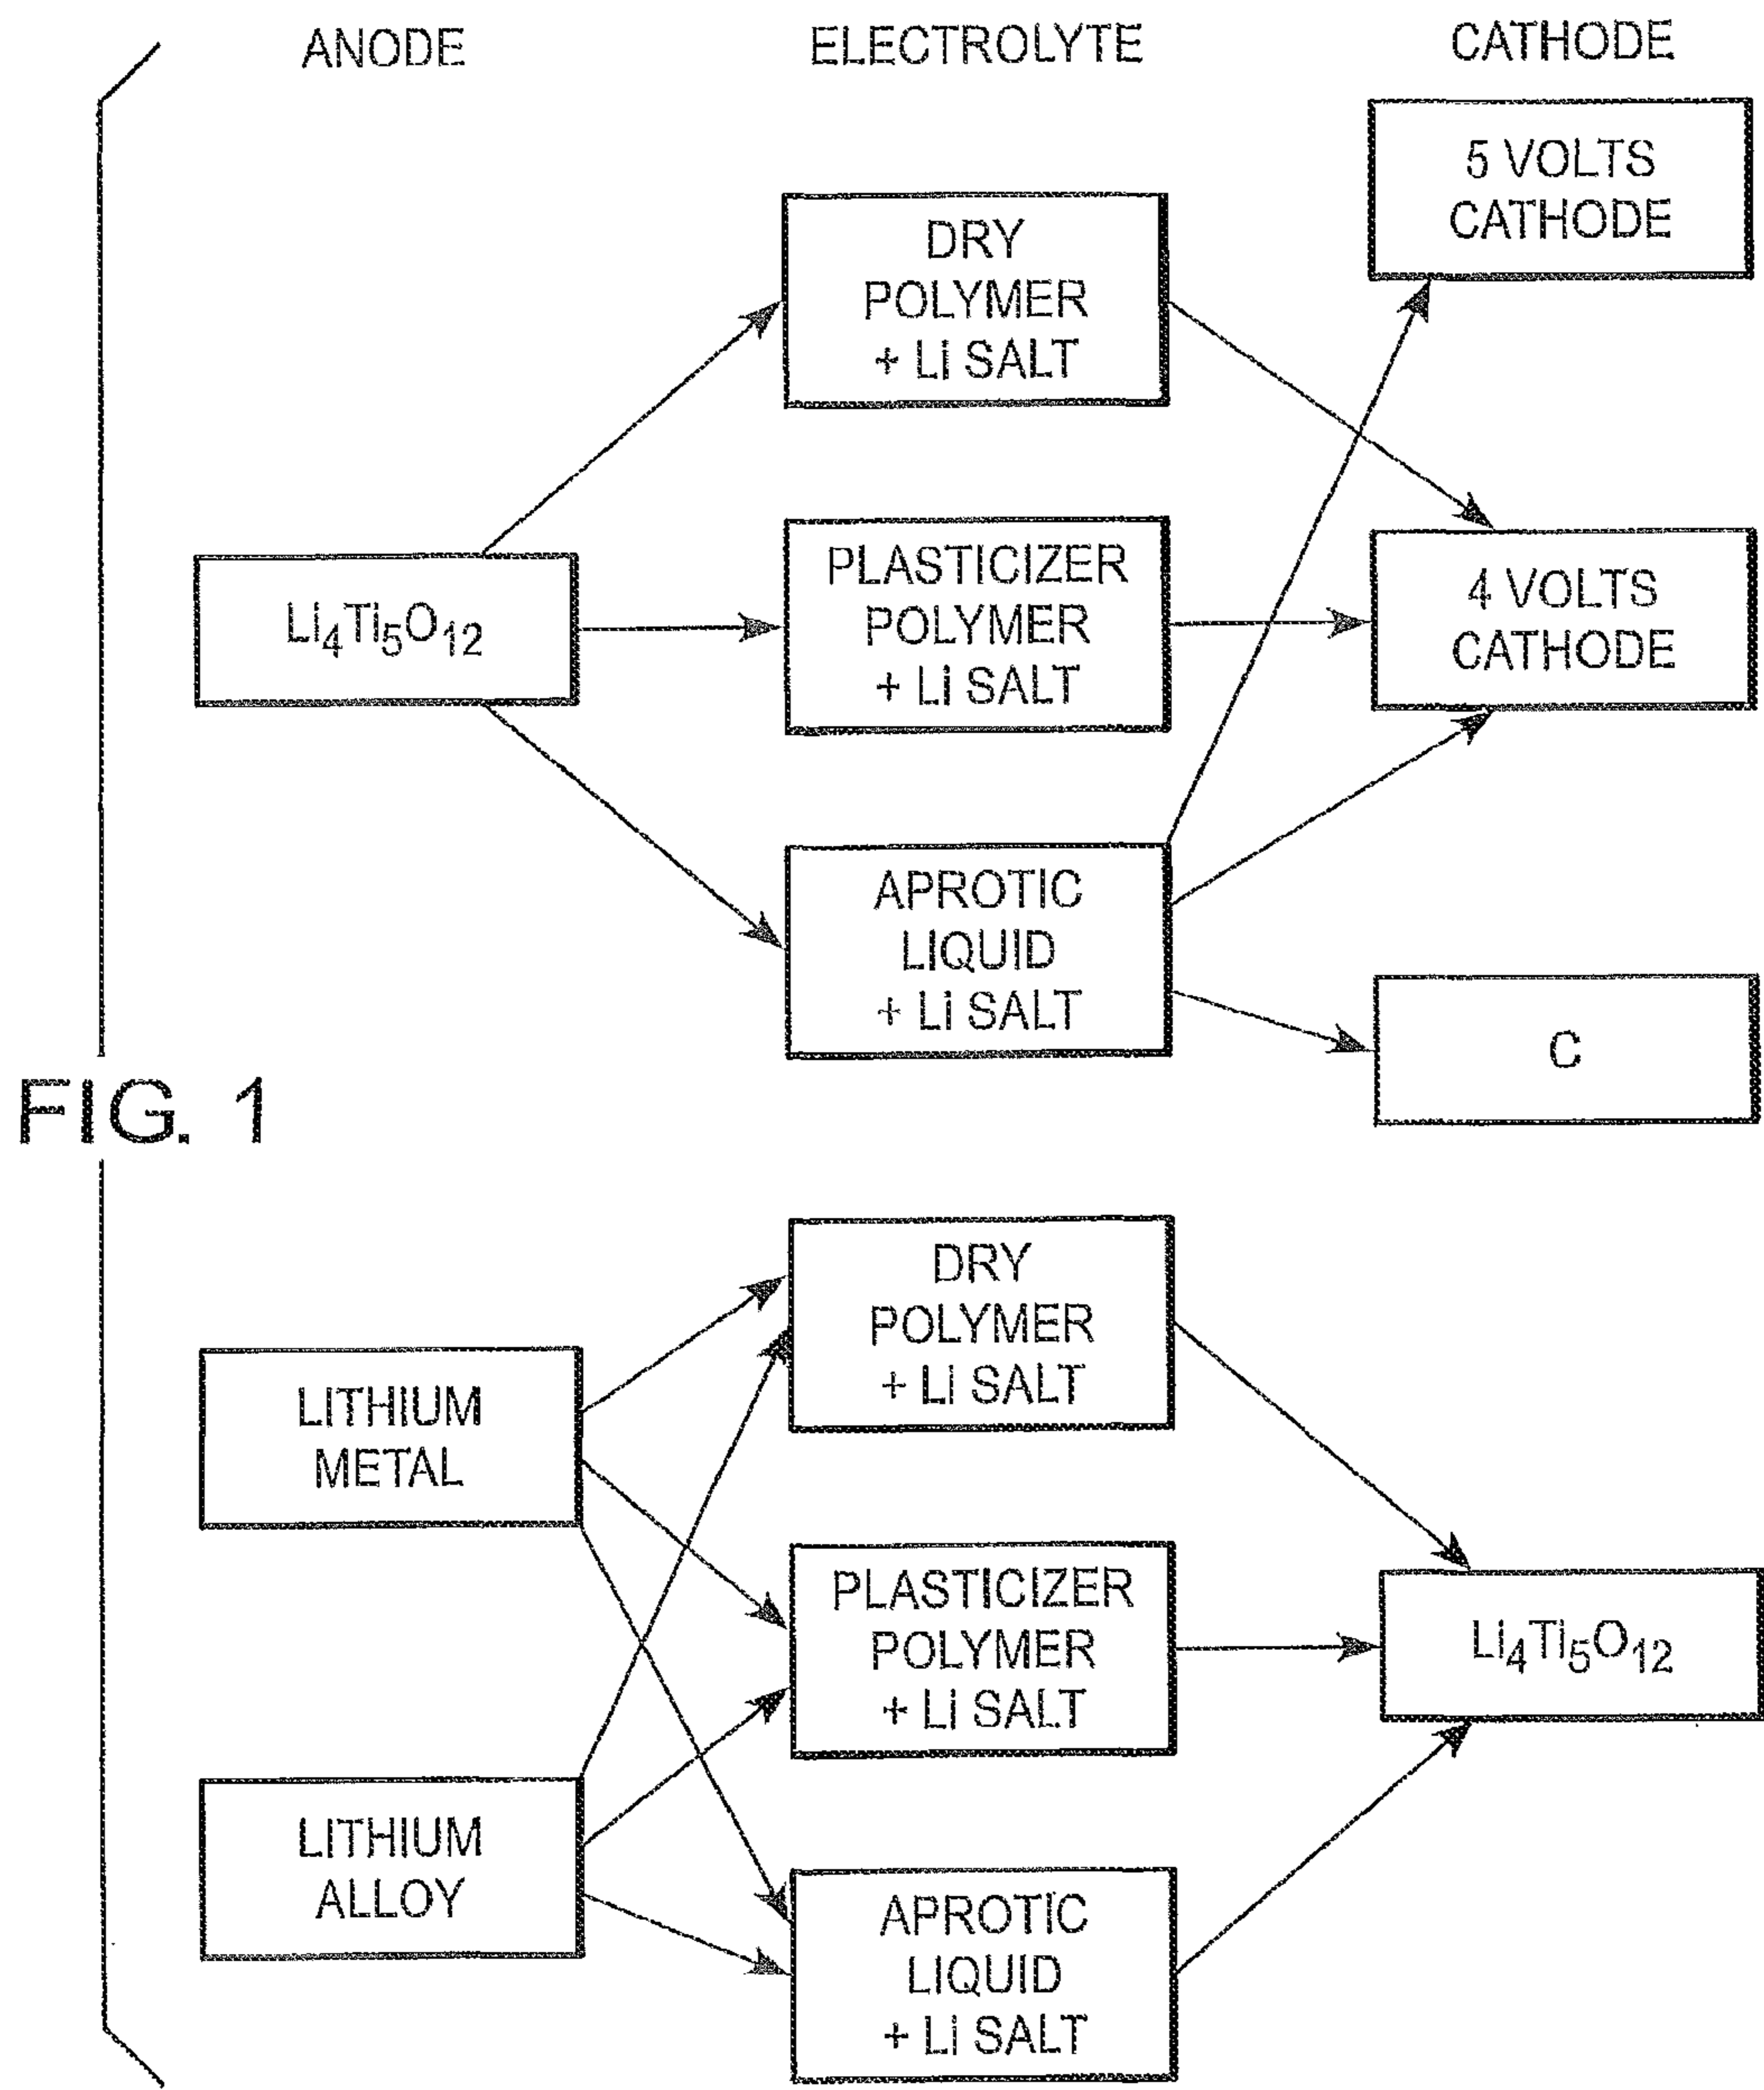 ANODE ELECTROLYTE CATHODE
5 VOLTS
CATHODE
DRY
POLYMER
+ Li SALT
Li4Ti5O12
PLASTICIZER
POLYMER
+ Li SALT
4 VOLTS
CATHODE
APROTIC
LIQUID
+ Li SALT
C
FIG. 1
DRY
POLYMER
+ Li SALT
LITHIUM
METAL
PLASTICIZER
POLYMER
+ Li SALT
Li4Ti5O12
LITHIUM
ALLOY
APROTIC
LIQUID
+ Li SALT